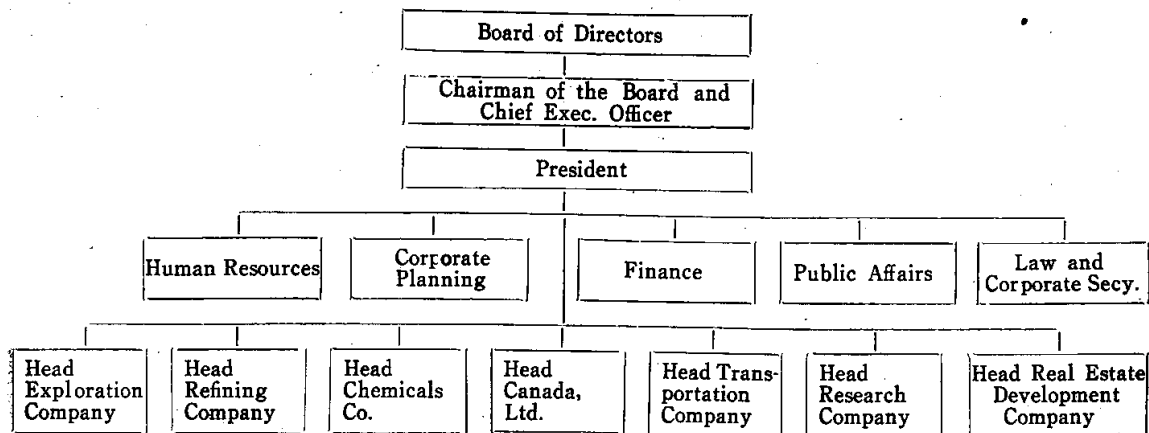 Board of Directors
Chairman of the Board and
Chief Exec. Officer
President
Human Resources
Corporate
Planning
Finance
Public Affairs
Law and
Corporate Secy.
Head
Exploration
Company
Head
Refining
Company
Head
Chemicals
Co.
Head
Canada,
Ltd.
Head Trans-
portation
Company
Head
Research
Company
Head Real Estate
Development
Company